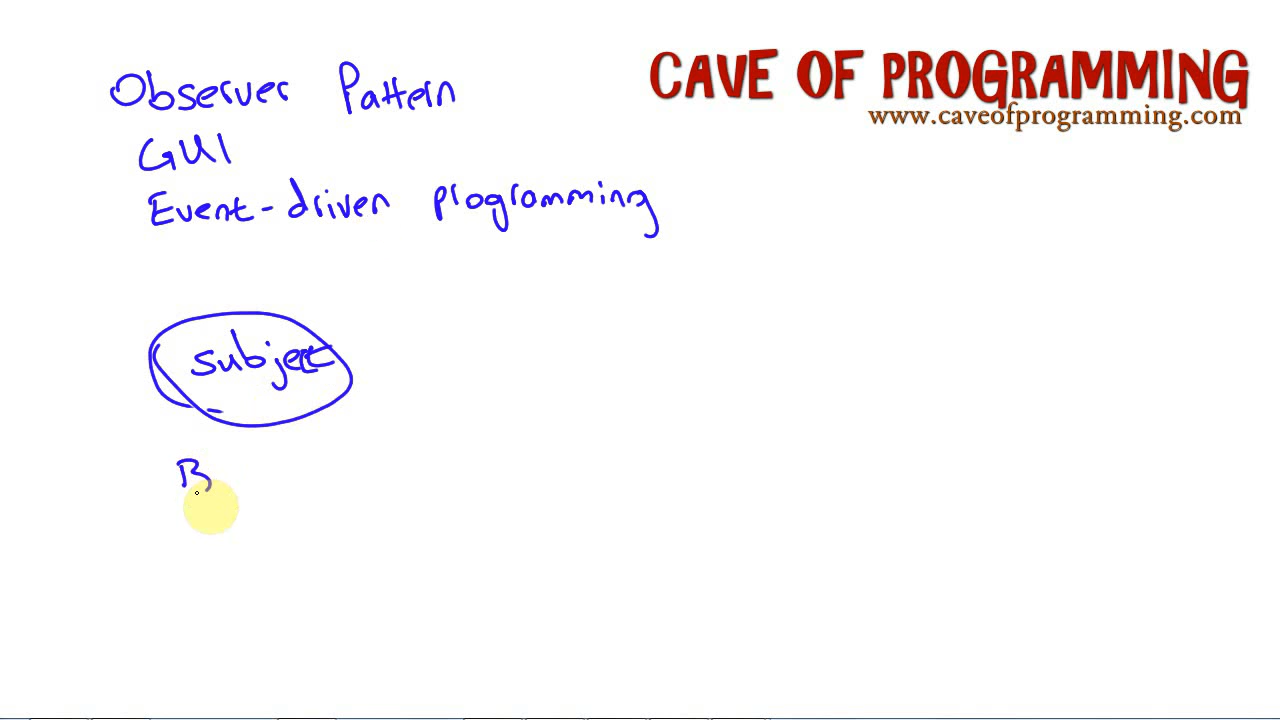 CAVE OF PROGRAMMING
www.caveofprogramming.com
Observer Pattern
GUI
Event-driven programming
subject
B